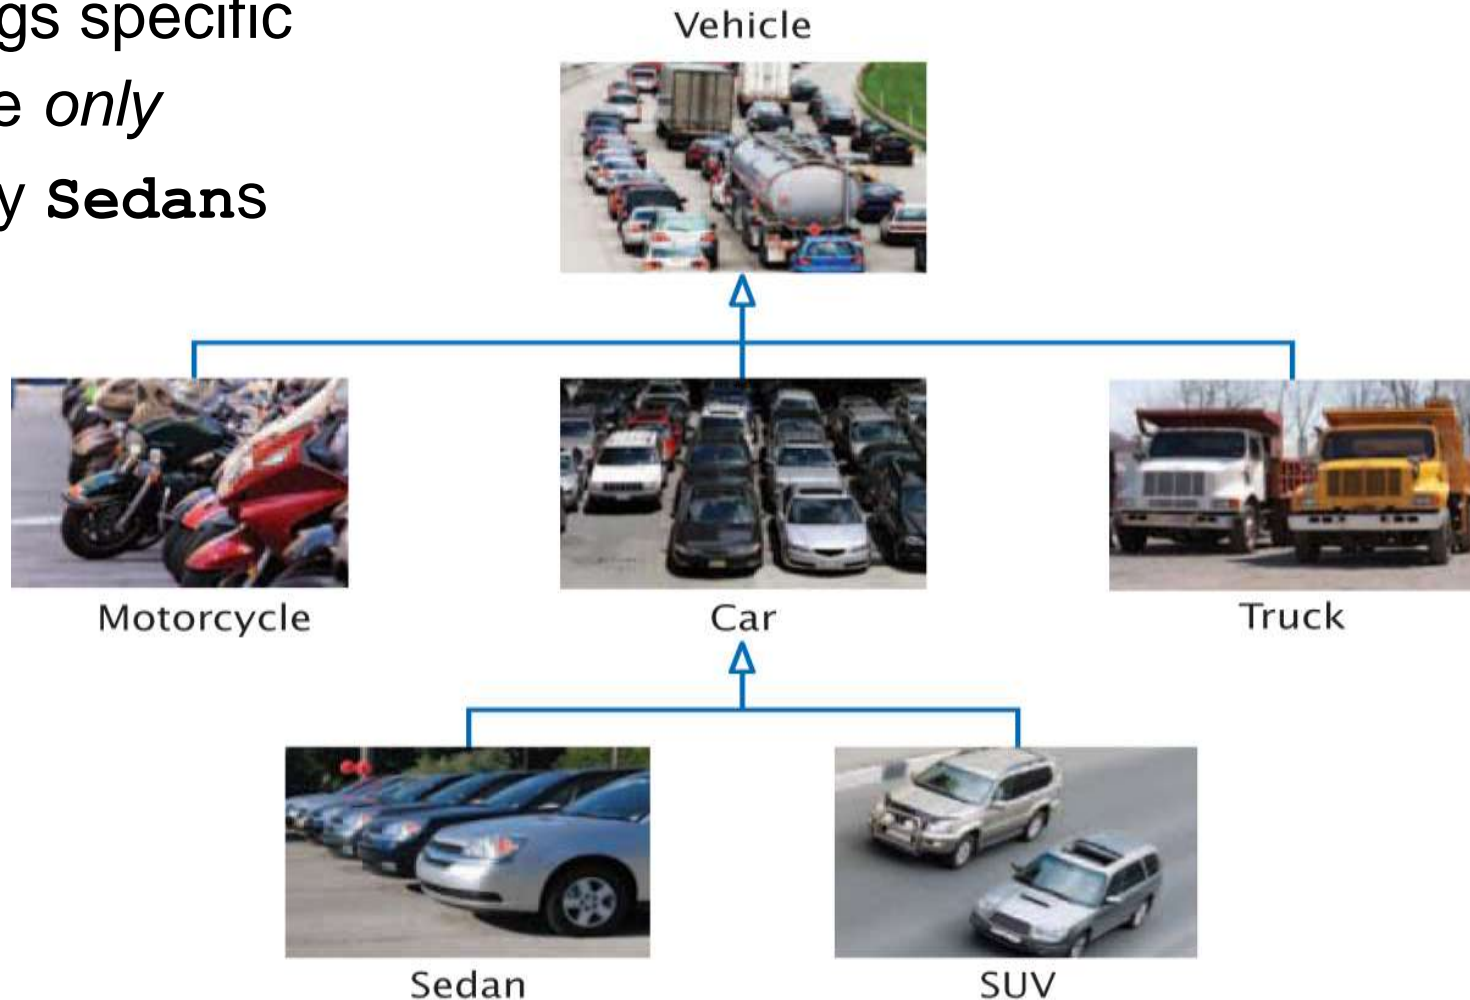 gs specific
e only
y Sedans
Vehicle
Motorcycle
Car
Truck
Sedan
SUV